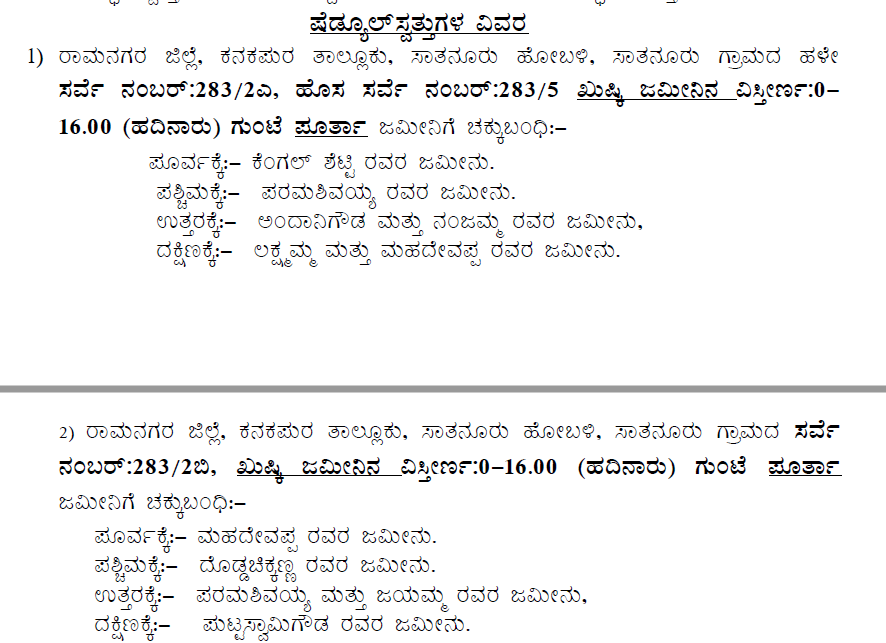 ಷೆಡ್ಯೂಲ್‌ಸ್ವತ್ತುಗಳ ವಿವರ
1) ರಾಮನಗರ ಜಿಲ್ಲೆ, ಕನಕಪುರ ತಾಲ್ಲೂಕು, ಸಾತನೂರು ಹೋಬಳಿ, ಸಾತನೂರು ಗ್ರಾಮದ ಹಳೇ
ಸರ್ವೆ ನಂಬರ್:283/2ಎ, ಹೊಸ ಸರ್ವೆ ನಂಬರ್:283/5 ಖುಷ್ಕಿ ಜಮೀನಿನ ವಿಸ್ತೀರ್ಣ:0–
16.00 (ಹದಿನಾರು) ಗುಂಟೆ ಪೂರ್ತಾ ಜಮೀನಿಗೆ ಚಕ್ಕುಬಂಧಿ:–
ಪೂರ್ವಕ್ಕೆ:– ಕೆಂಗಲ್ ಶೆಟ್ಟಿ ರವರ ಜಮೀನು.
ಪಶ್ಚಿಮಕ್ಕೆ:– ಪರಮಶಿವಯ್ಯ ರವರ ಜಮೀನು.
ಉತ್ತರಕ್ಕೆ:– ಅಂದಾನಿಗೌಡ ಮತ್ತು ನಂಜಮ್ಮ ರವರ ಜಮೀನು,
ದಕ್ಷಿಣಕ್ಕೆ:– ಲಕ್ಷ್ಮಮ್ಮ ಮತ್ತು ಮಹದೇವಪ್ಪ ರವರ ಜಮೀನು.
2) ರಾಮನಗರ ಜಿಲ್ಲೆ, ಕನಕಪುರ ತಾಲ್ಲೂಕು, ಸಾತನೂರು ಹೋಬಳಿ, ಸಾತನೂರು ಗ್ರಾಮದ ಸರ್ವೆ
ನಂಬರ್:283/2ಬಿ, ಖುಷ್ಕಿ ಜಮೀನಿನ ವಿಸ್ತೀರ್ಣ:0–16.00 (ಹದಿನಾರು) ಗುಂಟೆ ಪೂರ್ತಾ
ಜಮೀನಿಗೆ ಚಕ್ಕುಬಂಧಿ:–
ಪೂರ್ವಕ್ಕೆ:– ಮಹದೇವಪ್ಪ ರವರ ಜಮೀನು.
ಪಶ್ಚಿಮಕ್ಕೆ:– ದೊಡ್ಡಚಿಕ್ಕಣ್ಣ ರವರ ಜಮೀನು.
ಉತ್ತರಕ್ಕೆ:– ಪರಮಶಿವಯ್ಯ ಮತ್ತು ಜಯಮ್ಮ ರವರ ಜಮೀನು,
ದಕ್ಷಿಣಕ್ಕೆ:– ಪುಟ್ಟಸ್ವಾಮಿಗೌಡ ರವರ ಜಮೀನು.